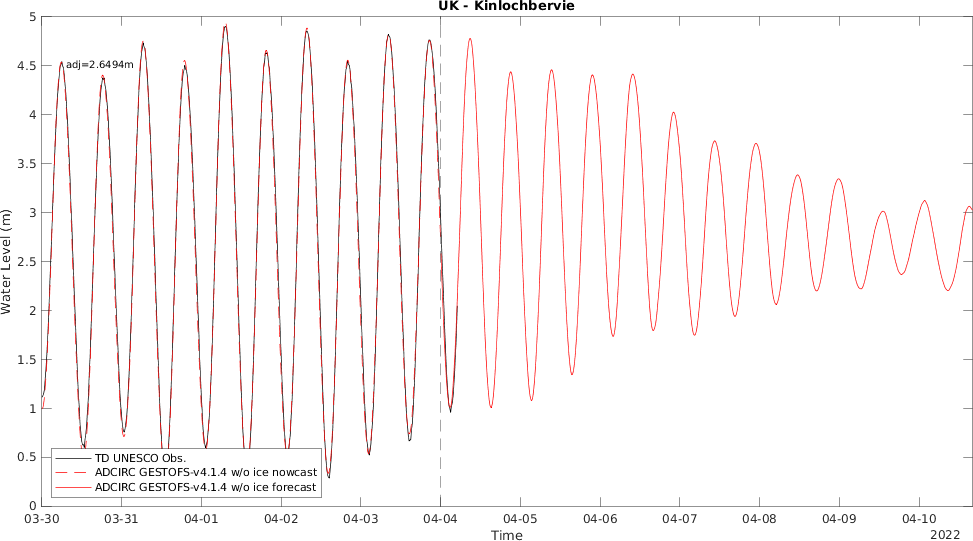 UK - Kinlochbervie
5
4.5
adj=2.6494m
4
3.5
3
2.5
2
1.5
1
0.5
0
Water Level (m)
TD UNESCO Obs.
ADCIRC GESTOFS-v4.1.4 w/o ice nowcast
ADCIRC GESTOFS-v4.1.4 w/o ice forecast
03-30 03-31 04-01 04-02 04-03 04-04 04-05 04-06 04-07 04-08 04-09 04-10
Time
2022